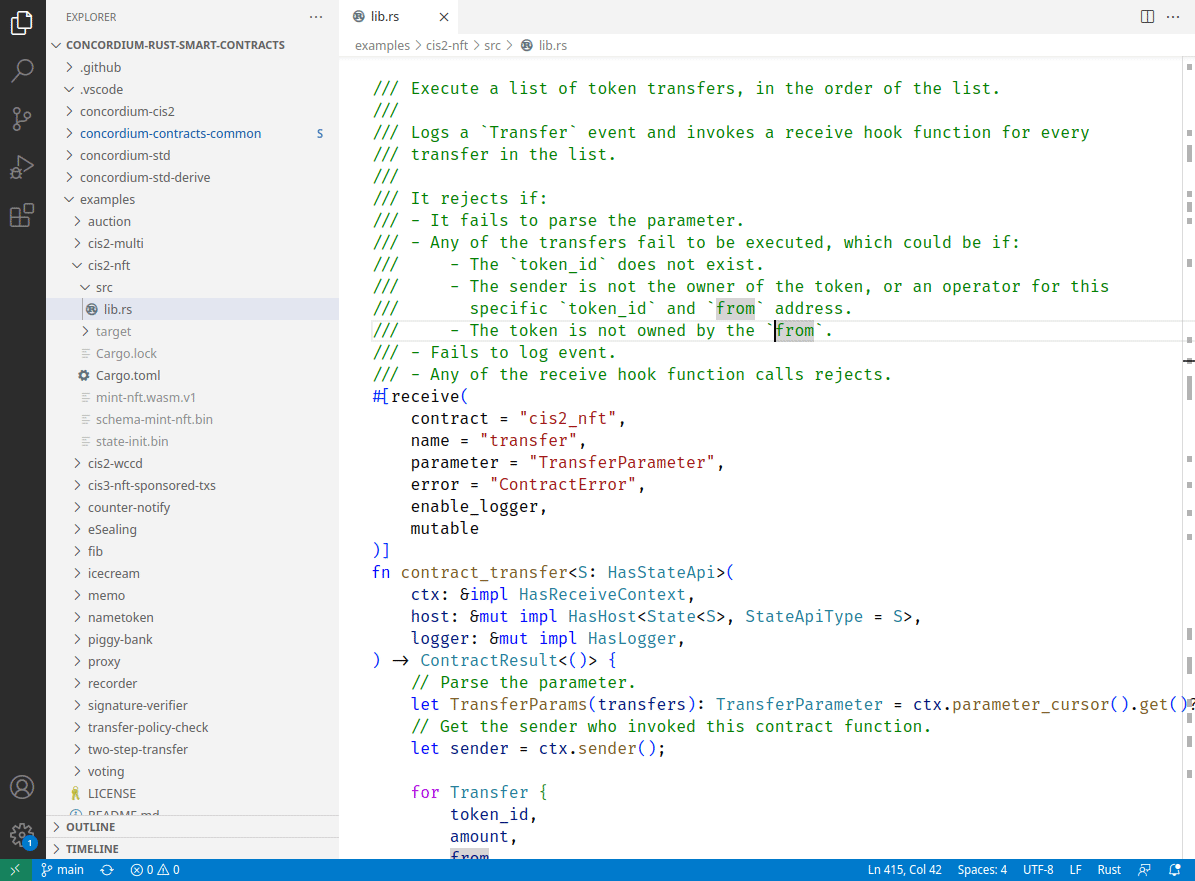 EXPLORER
CONCORDIUM-RUST-SMART-CONTRACTS
.github
.vscode
concordium-cis2
concordium-contracts-common S
concordium-std
concordium-std-derive
examples
auction
cis2-multi
cis2-nft
src
lib.rs
target
Cargo.lock
Cargo.toml
mint-nft.wasm.v1
schema-mint-nft.bin
state-init.bin
cis2-wccd
cis3-nft-sponsored-txs
counter-notify
eSealing
fib
icecream
memo
nametoken
piggy-bank
proxy
recorder
signature-verifier
transfer-policy-check
two-step-transfer
voting
LICENSE
README.md
OUTLINE
TIMELINE
lib.rs
examples > cis2-nft > src > lib.rs
/// Execute a list of token transfers, in the order of the list.
///
/// Logs a `Transfer` event and invokes a receive hook function for every
/// transfer in the list.
///
/// It rejects if:
/// - It fails to parse the parameter.
/// - Any of the transfers fail to be executed, which could be if:
///     - The `token_id` does not exist.
///     - The sender is not the owner of the token, or an operator for this
///       specific `token_id` and `from` address.
///     - The token is not owned by the `from`.
/// - Fails to log event.
/// - Any of the receive hook function calls rejects.
#[receive(
    contract = "cis2_nft",
    name = "transfer",
    parameter = "TransferParameter",
    error = "ContractError",
    enable_logger,
    mutable
)]
fn contract_transfer<S: HasStateApi>(
    ctx: &impl HasReceiveContext,
    host: &mut impl HasHost<State<S>, StateApiType = S>,
    logger: &mut impl HasLogger,
) -> ContractResult<()> {
    // Parse the parameter.
    let TransferParams(transfers): TransferParameter = ctx.parameter_cursor().get()?
    // Get the sender who invoked this contract function.
    let sender = ctx.sender();
    for Transfer {
        token_id,
        amount,
        from
1
main 0 0 Ln 415, Col 42 Spaces: 4 UTF-8 LF Rust